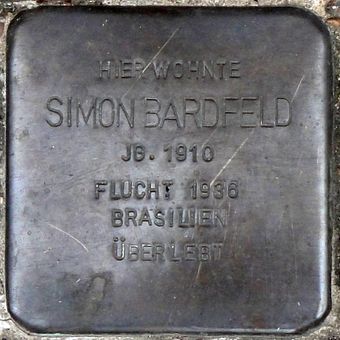 HIER WOHNTE
SIMON BARDFELD
JG. 1910
FLUCHT 1936
BRASILIEN
ÜBERLEBT